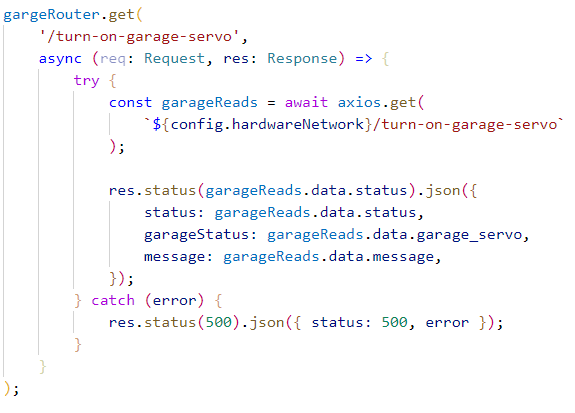 gargeRouter.get(
    '/turn-on-garage-servo',
    async (req: Request, res: Response) => {
        try {
            const garageReads = await axios.get(
                `${config.hardwareNetwork}/turn-on-garage-servo`
            );

            res.status(garageReads.data.status).json({
                status: garageReads.data.status,
                garageStatus: garageReads.data.garage_servo,
                message: garageReads.data.message,
            });
        } catch (error) {
            res.status(500).json({ status: 500, error });
        }
    }
);